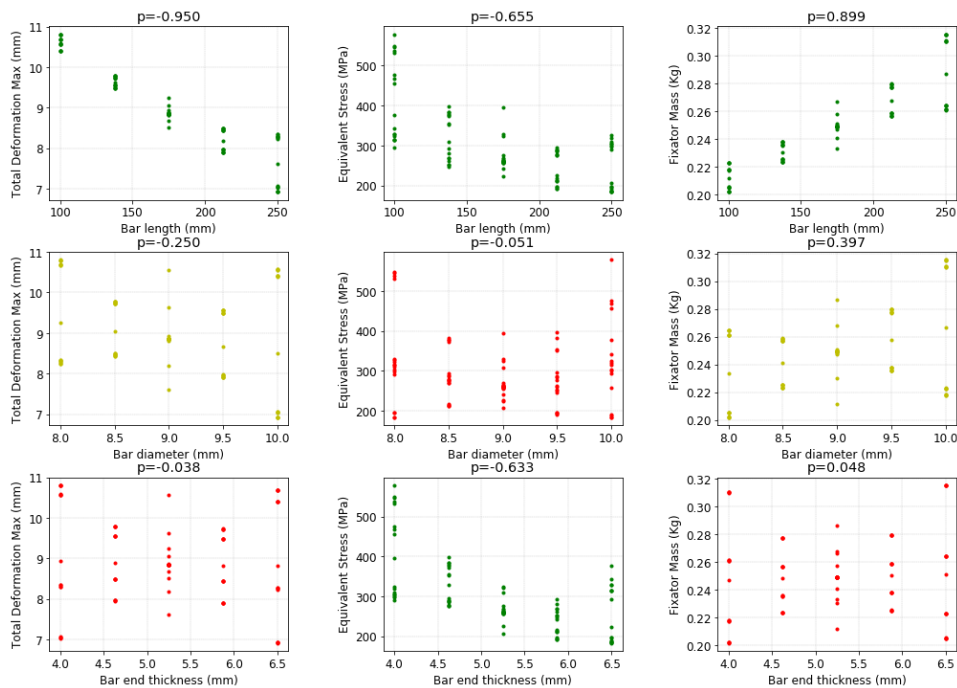 p=-0.950 p=-0.655 p=0.899
Total Deformation Max (mm)
11
10
9
8
7
100 150 200 250
Bar length (mm)
Equivalent Stress (MPa)
500
400
300
200
100 150 200 250
Bar length (mm)
Fixator Mass (Kg)
0.32
0.30
0.28
0.26
0.24
0.22
0.20
100 150 200 250
Bar length (mm)
p=-0.250 p=-0.051 p=0.397
Total Deformation Max (mm)
11
10
9
8
7
8.0 8.5 9.0 9.5 10.0
Bar diameter (mm)
Equivalent Stress (MPa)
500
400
300
200
8.0 8.5 9.0 9.5 10.0
Bar diameter (mm)
Fixator Mass (Kg)
0.32
0.30
0.28
0.26
0.24
0.22
0.20
8.0 8.5 9.0 9.5 10.0
Bar diameter (mm)
p=-0.038 p=-0.633 p=0.048
Total Deformation Max (mm)
11
10
9
8
7
4.0 4.5 5.0 5.5 6.0 6.5
Bar end thickness (mm)
Equivalent Stress (MPa)
500
400
300
200
4.0 4.5 5.0 5.5 6.0 6.5
Bar end thickness (mm)
Fixator Mass (Kg)
0.32
0.30
0.28
0.26
0.24
0.22
0.20
4.0 4.5 5.0 5.5 6.0 6.5
Bar end thickness (mm)